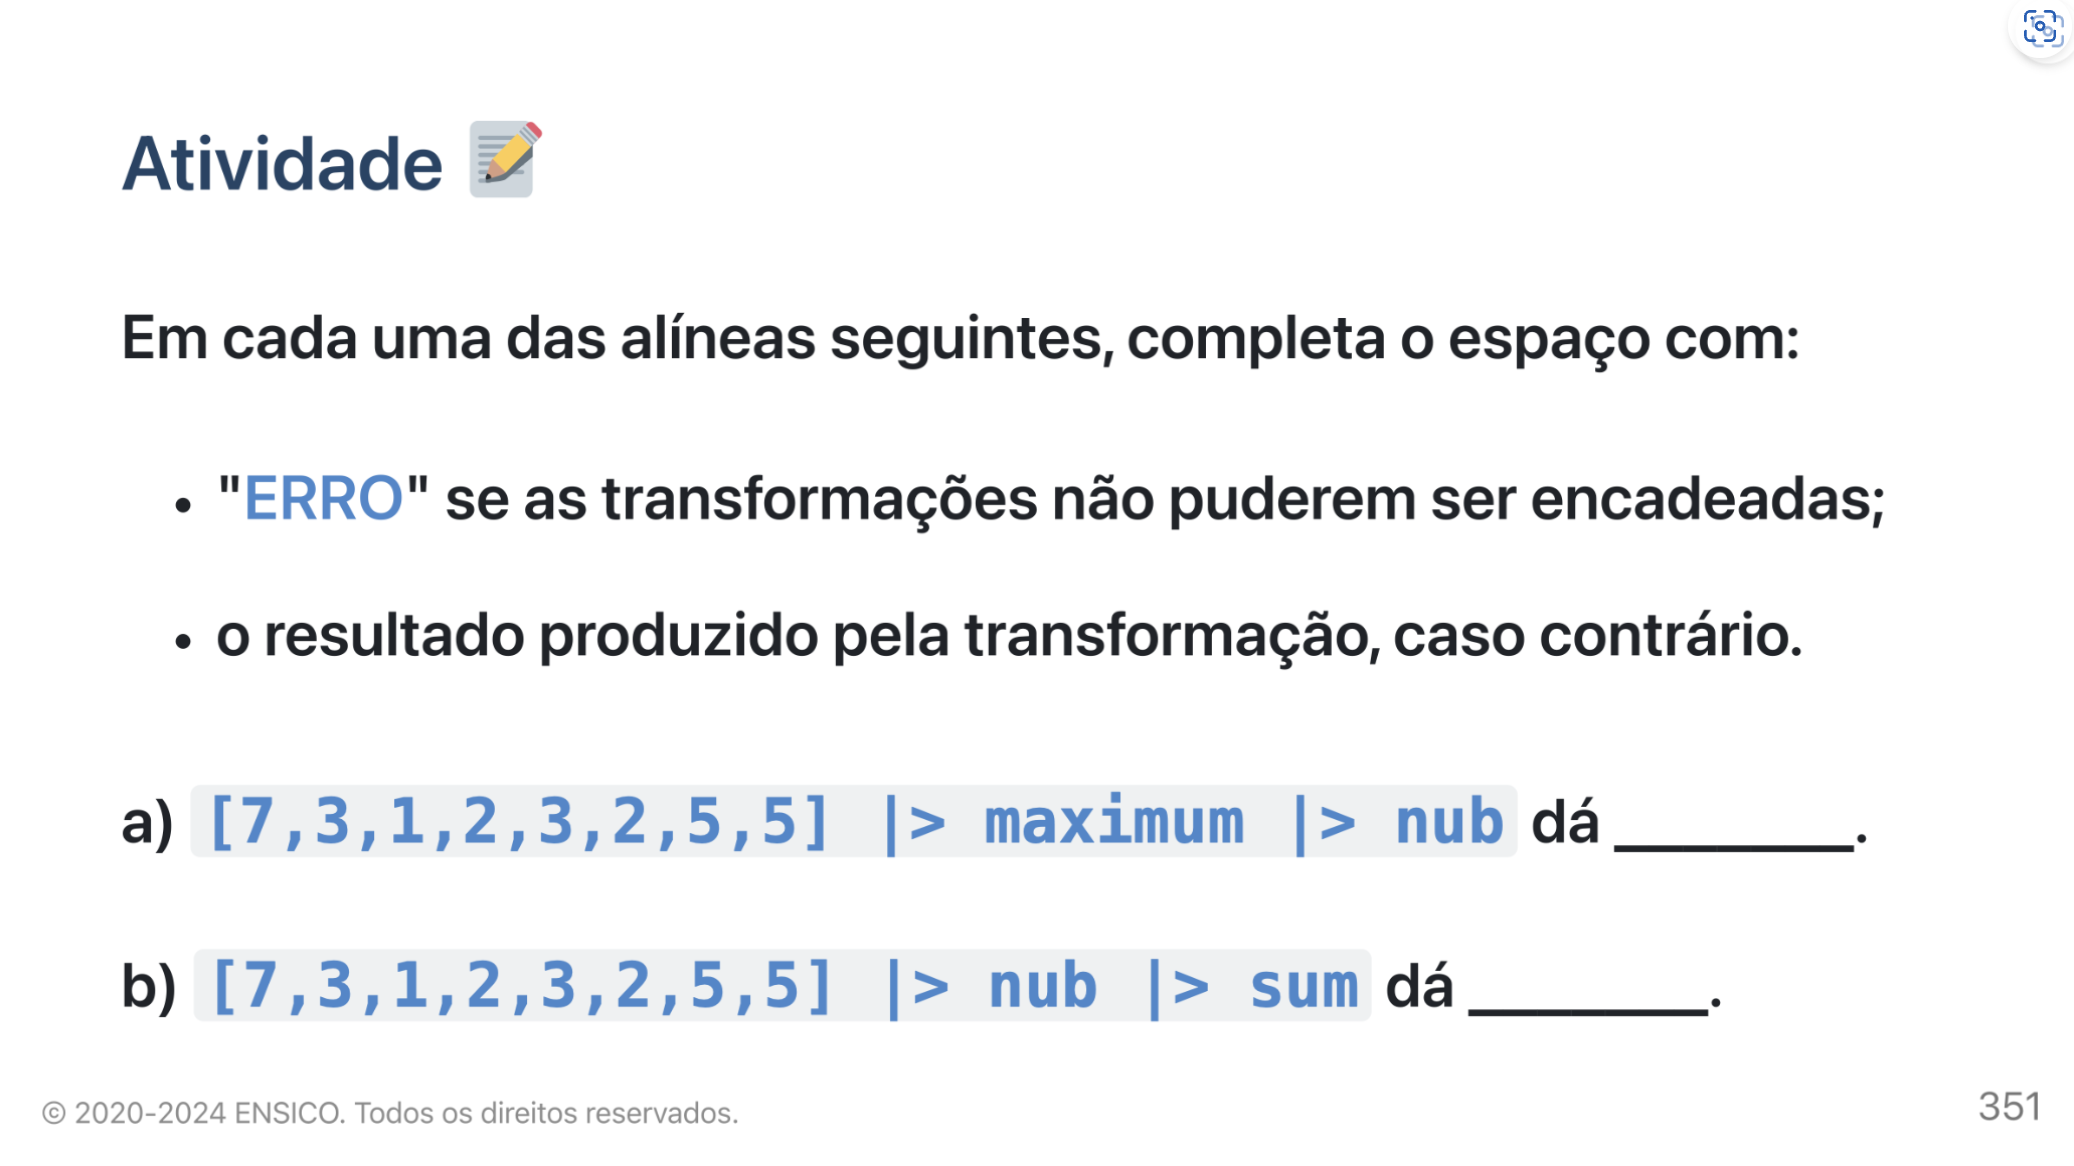 Atividade
Em cada uma das alíneas seguintes, completa o espaço com:
• "ERRO" se as transformações não puderem ser encadeadas;
• o resultado produzido pela transformação, caso contrário.
a) [7,3,1,2,3,2,5,5] |> maximum |> nub dá ________.
b) [7,3,1,2,3,2,5,5] |> nub |> sum dá ________.
© 2020-2024 ENSICO. Todos os direitos reservados.
351